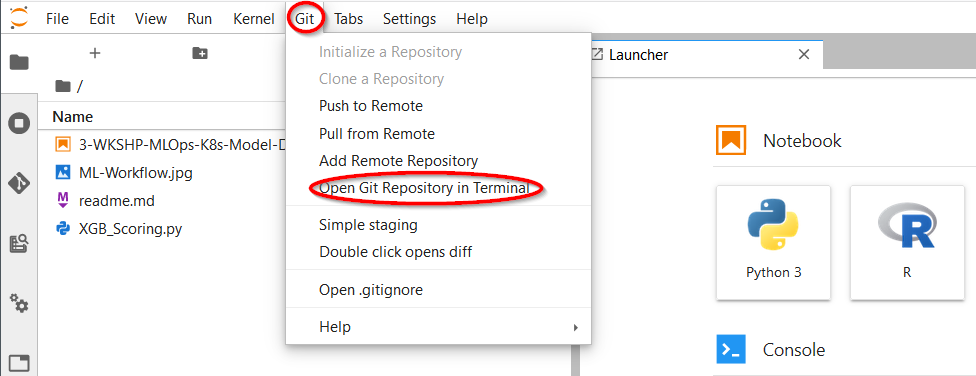 File Edit View Run Kernel Git Tabs Settings Help
Initialize a Repository
Clone a Repository
Push to Remote
Pull from Remote
Add Remote Repository
Open Git Repository in Terminal
Simple staging
Double click opens diff
Open .gitignore
Help
/
Name
3-WKSHP-MLOps-K8s-Model-D
ML-Workflow.jpg
readme.md
XGB_Scoring.py
Launcher
Notebook
Python 3
R
Console